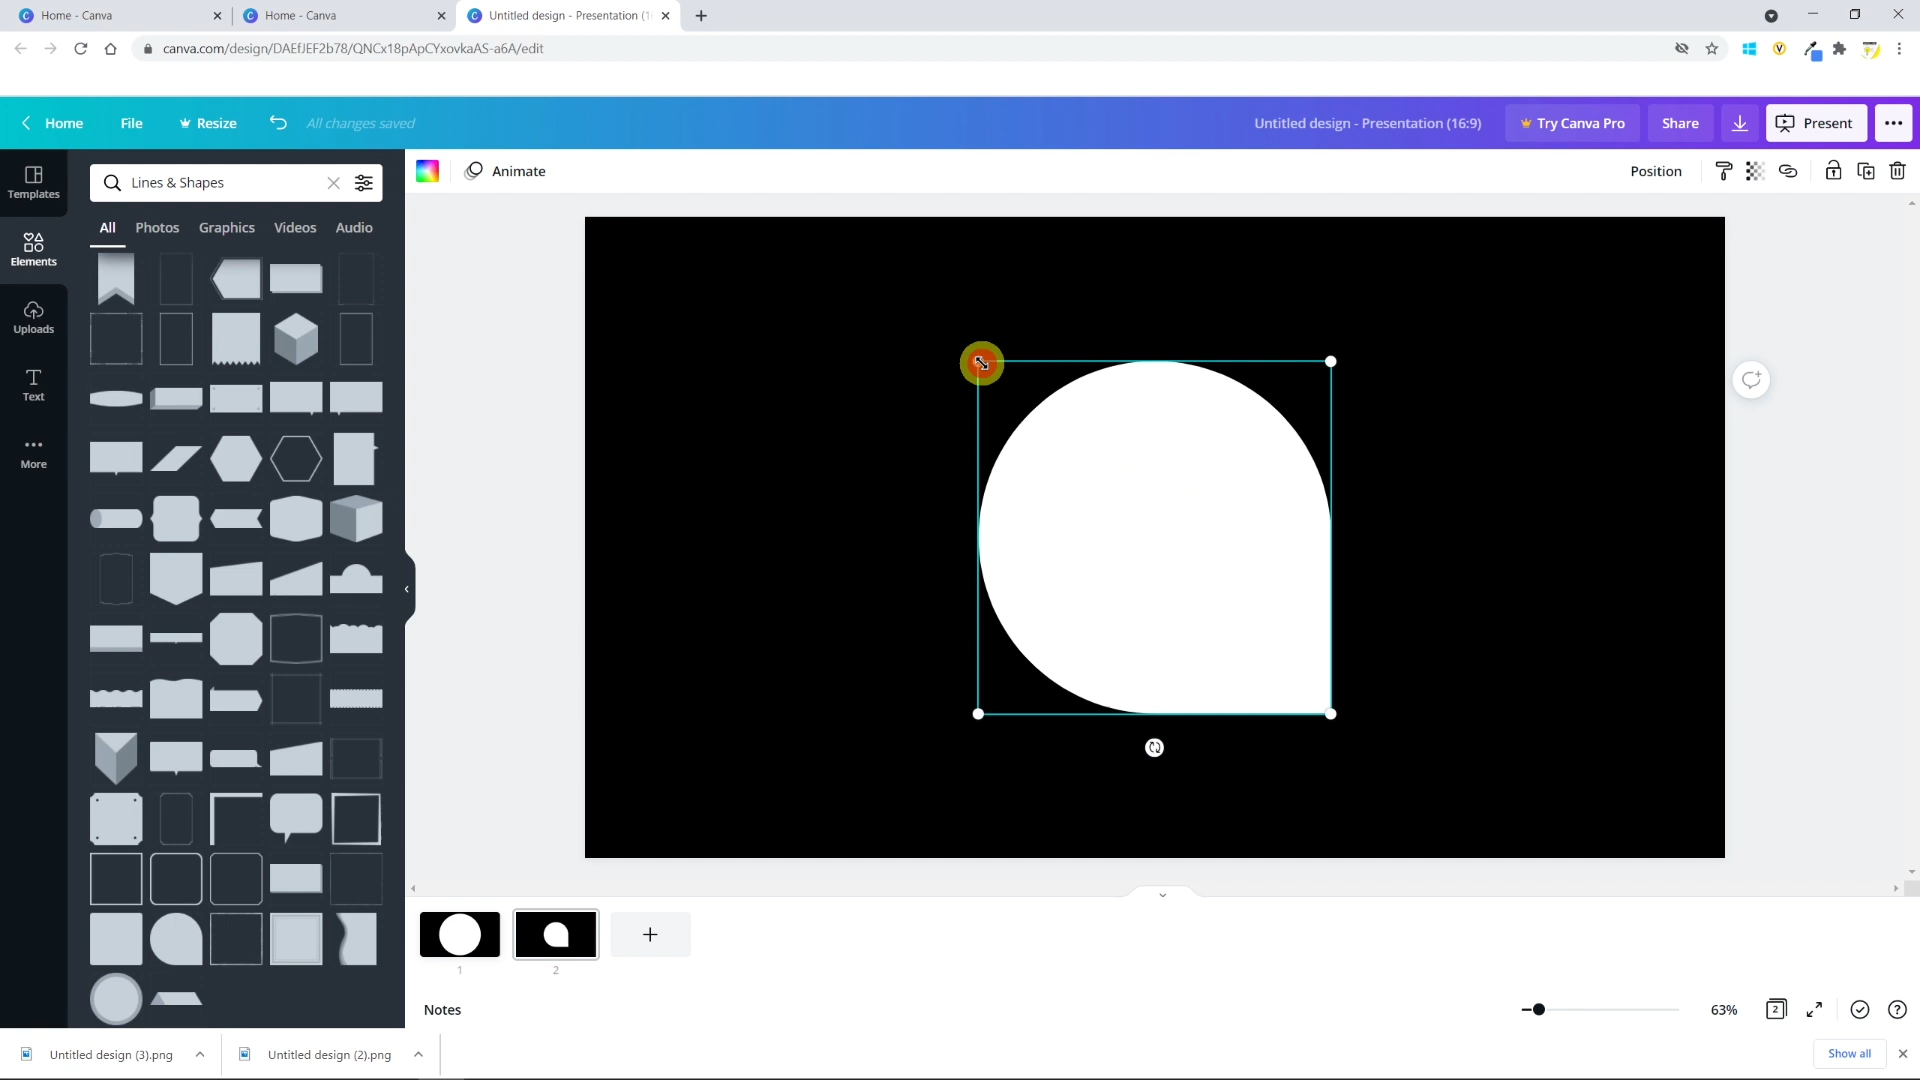 Home - Canva
Home - Canva
Untitled design - Presentation (1
canva.com/design/DAEfJEF2b78/QNCx18pApCYxovkaAS-a6A/edit
Home
File
Resize
All changes saved
Untitled design - Presentation (16:9)
Try Canva Pro
Share
Present
Templates
Elements
Uploads
Text
More
Lines & Shapes
All
Photos
Graphics
Videos
Audio
Animate
Position
1
2
Notes
63%
2
Untitled design (3).png
Untitled design (2).png
Show all